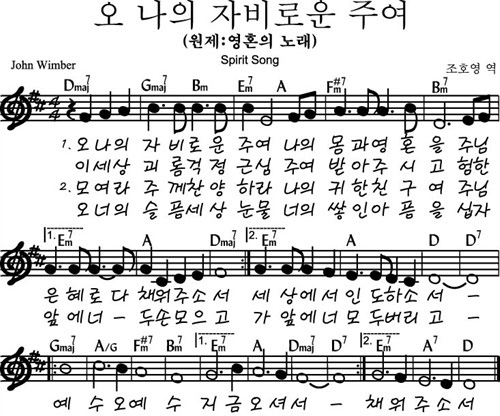 오 나의 자비로운 주여
(원제:영혼의 노래)
John Wimber Spirit Song 조호영 역
Dmaj7 Gmaj7 Bm Em7 A F#m7 Bm7
1. 오나의 자비로운 주여 나의 몸과영혼을 주님
이세상 괴롬걱정 근심 주여 받아주시고 험한
2. 모여라 주께찬양 하라 나의 귀한친구여 주님
오너의 슬픔세상 눈물 너의 쌓인아픔을 십자
1. Em7 A Dmaj7 2. Em7 A D D7
은혜로다 채워주소서 세상에서인도하소서 -
앞에너 - 두손모으고 가앞에너모두버리고 -
Gmaj7 A/G F#m7 Bm7 1. Em7 A Dmaj7 D7 2. Em7 A D
예수오예수 지금오셔서 - 채워주소서